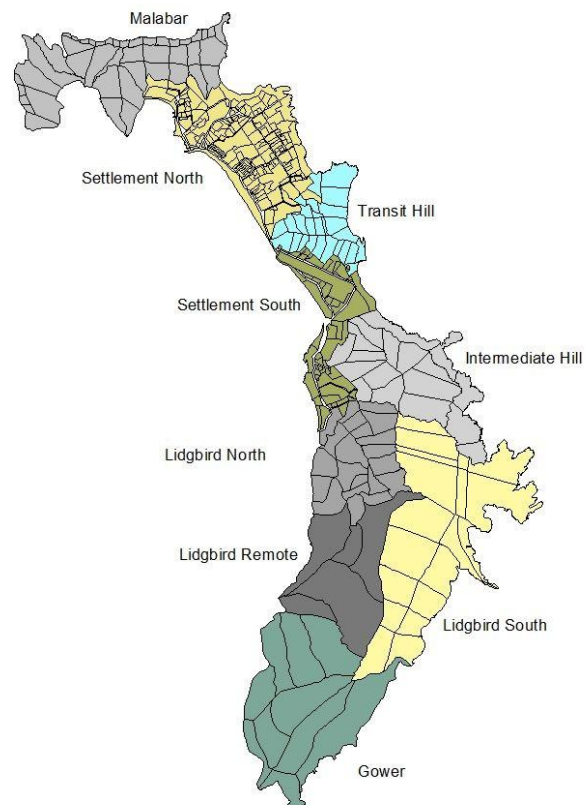 Malabar
Settlement North
Transit Hill
Settlement South
Intermediate Hill
Lidgbird North
Lidgbird Remote
Lidgbird South
Gower